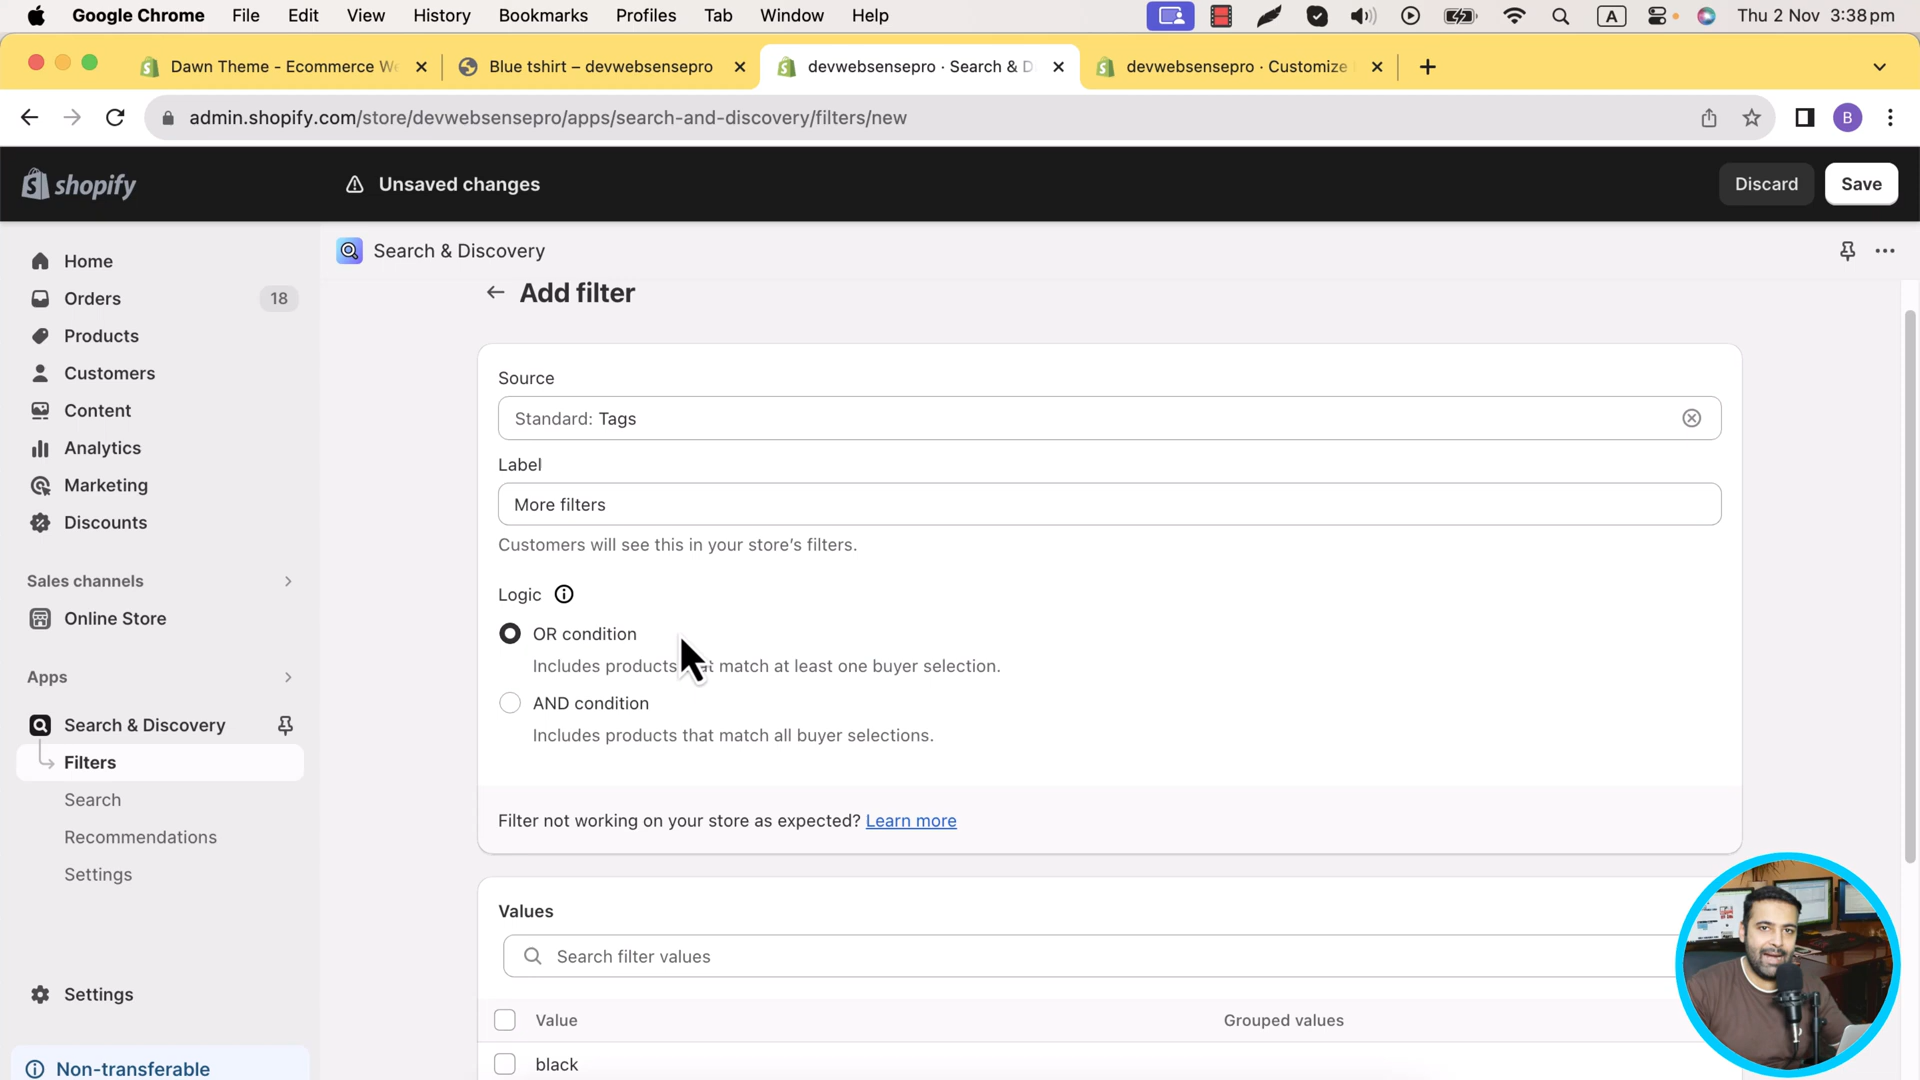 Google Chrome File Edit View History Bookmarks Profiles Tab Window Help A Thu 2 Nov 3:38 pm
Dawn Theme - Ecommerce We Blue tshirt – devwebsensepro devwebsensepro · Search & D devwebsensepro · Customize
admin.shopify.com/store/devwebsensepro/apps/search-and-discovery/filters/new B
shopify Unsaved changes Discard Save
Search & Discovery
Home
Orders 18
Products
Customers
Content
Analytics
Marketing
Discounts
Sales channels
Online Store
Apps
Search & Discovery
Filters
Search
Recommendations
Settings
Settings
Non-transferable
Add filter
Source
Standard: Tags
Label
More filters
Customers will see this in your store's filters.
Logic
OR condition
Includes products match at least one buyer selection.
AND condition
Includes products that match all buyer selections.
Filter not working on your store as expected? Learn more
Values
Search filter values
Value Grouped values
black